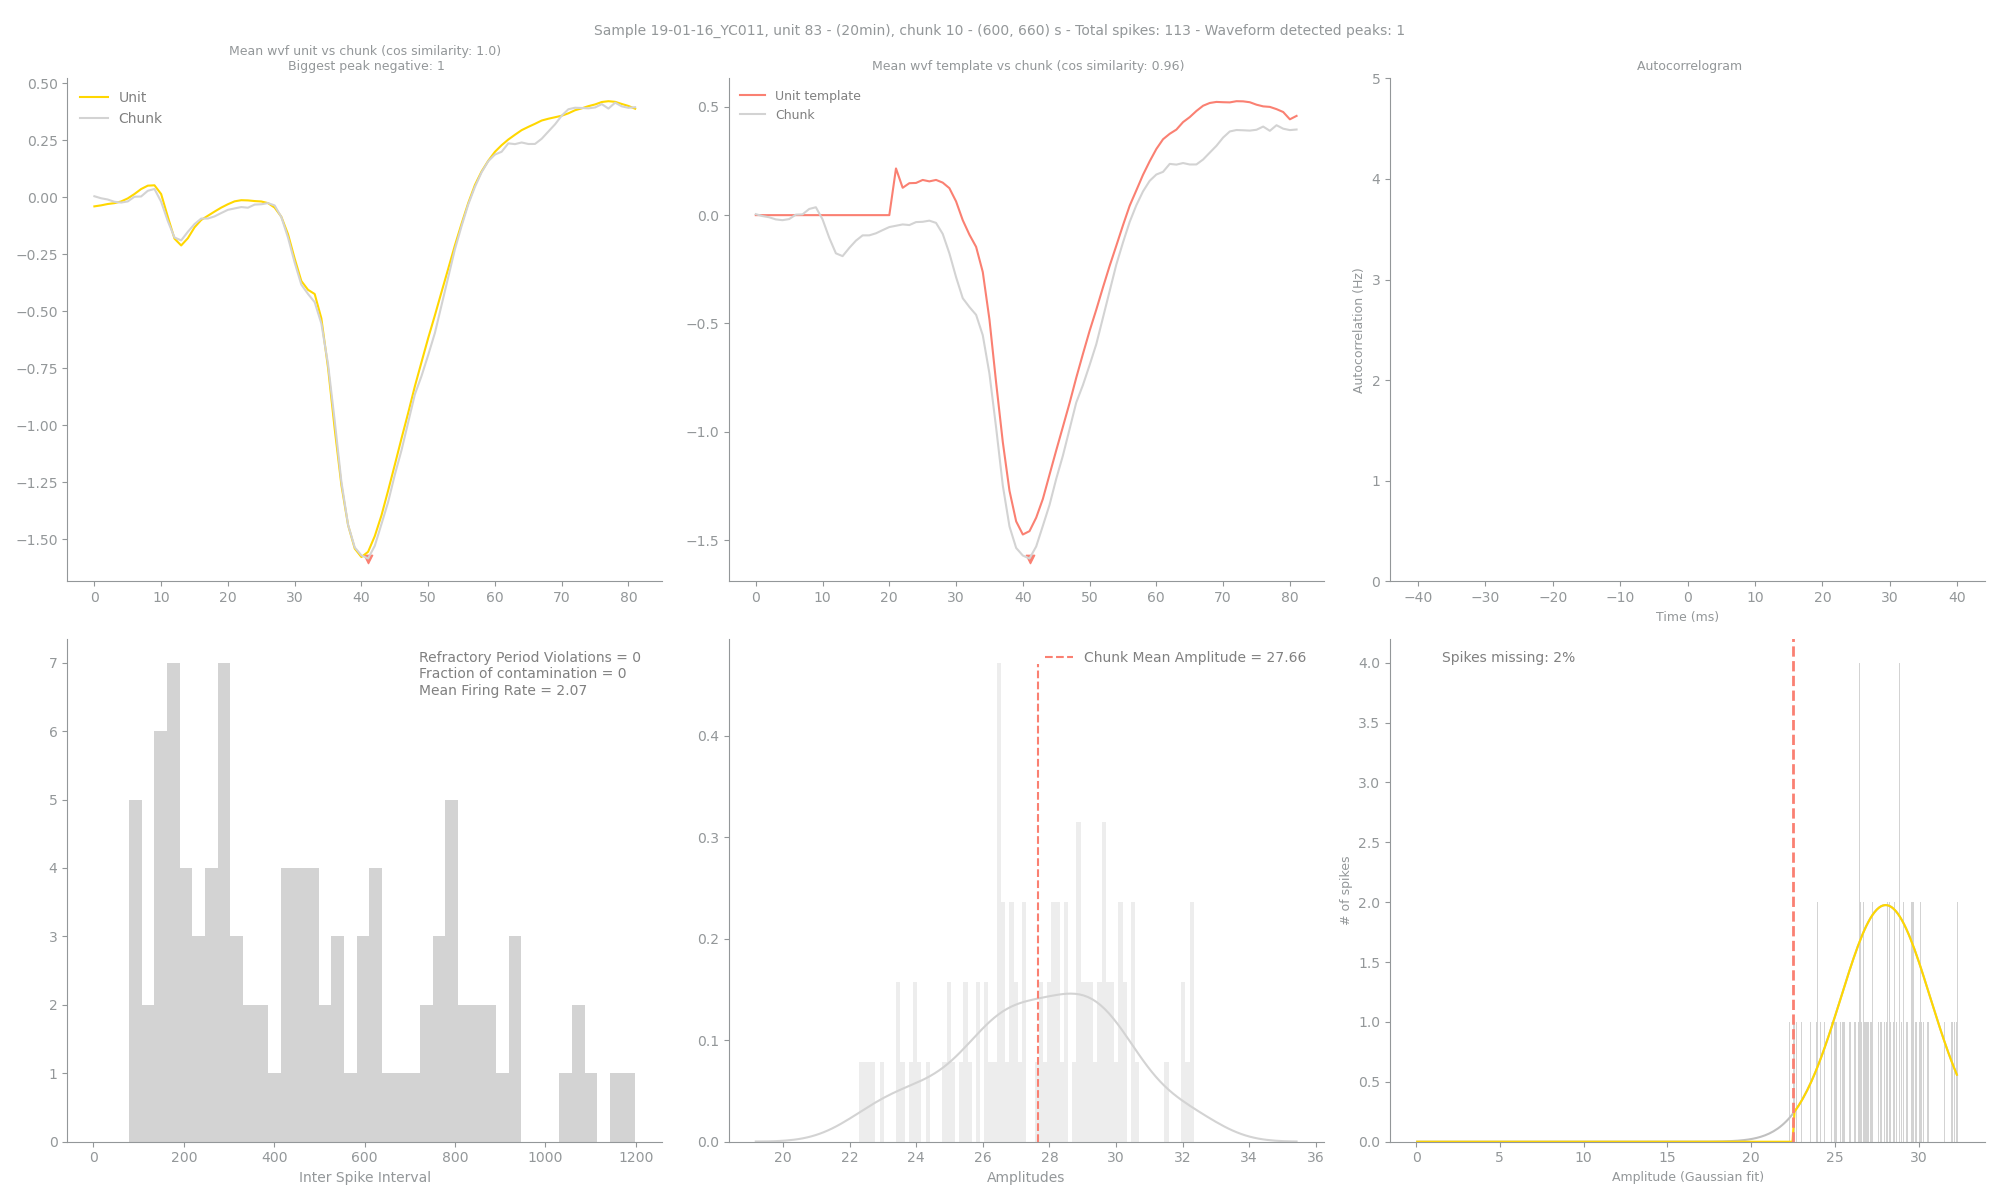 Sample 19-01-16_YC011, unit 83 - (20min), chunk 10 - (600, 660) s - Total spikes: 113 - Waveform detected peaks: 1
Mean wvf unit vs chunk (cos similarity: 1.0)
Biggest peak negative: 1
Unit
Chunk
0.50
0.25
0.00
−0.25
−0.50
−0.75
−1.00
−1.25
−1.50
0 10 20 30 40 50 60 70 80
Mean wvf template vs chunk (cos similarity: 0.96)
Unit template
Chunk
0.5
0.0
−0.5
−1.0
−1.5
0 10 20 30 40 50 60 70 80
Autocorrelogram
Autocorrelation (Hz)
5
4
3
2
1
0
−40 −30 −20 −10 0 10 20 30 40
Time (ms)
Refractory Period Violations = 0
Fraction of contamination = 0
Mean Firing Rate = 2.07
7
6
5
4
3
2
1
0
0 200 400 600 800 1000 1200
Inter Spike Interval
Chunk Mean Amplitude = 27.66
0.4
0.3
0.2
0.1
0.0
20 22 24 26 28 30 32 34 36
Amplitudes
Spikes missing: 2%
# of spikes
4.0
3.5
3.0
2.5
2.0
1.5
1.0
0.5
0.0
0 5 10 15 20 25 30
Amplitude (Gaussian fit)